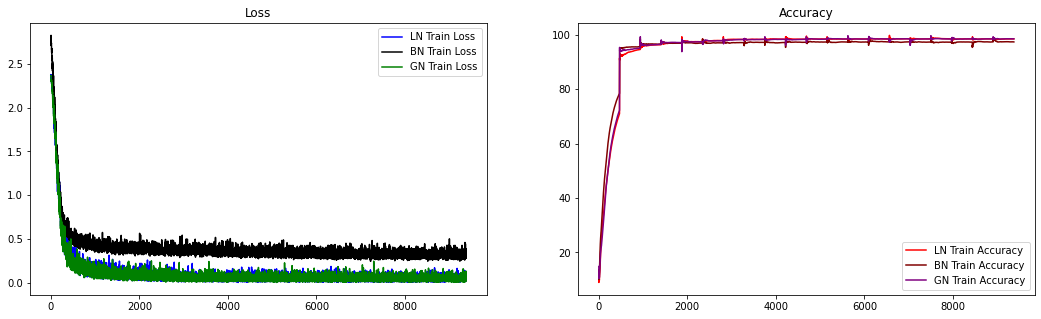 Loss
LN Train Loss
BN Train Loss
GN Train Loss
2.5
2.0
1.5
1.0
0.5
0.0
0
2000
4000
6000
8000
Accuracy
100
80
60
40
20
LN Train Accuracy
BN Train Accuracy
GN Train Accuracy
0
2000
4000
6000
8000